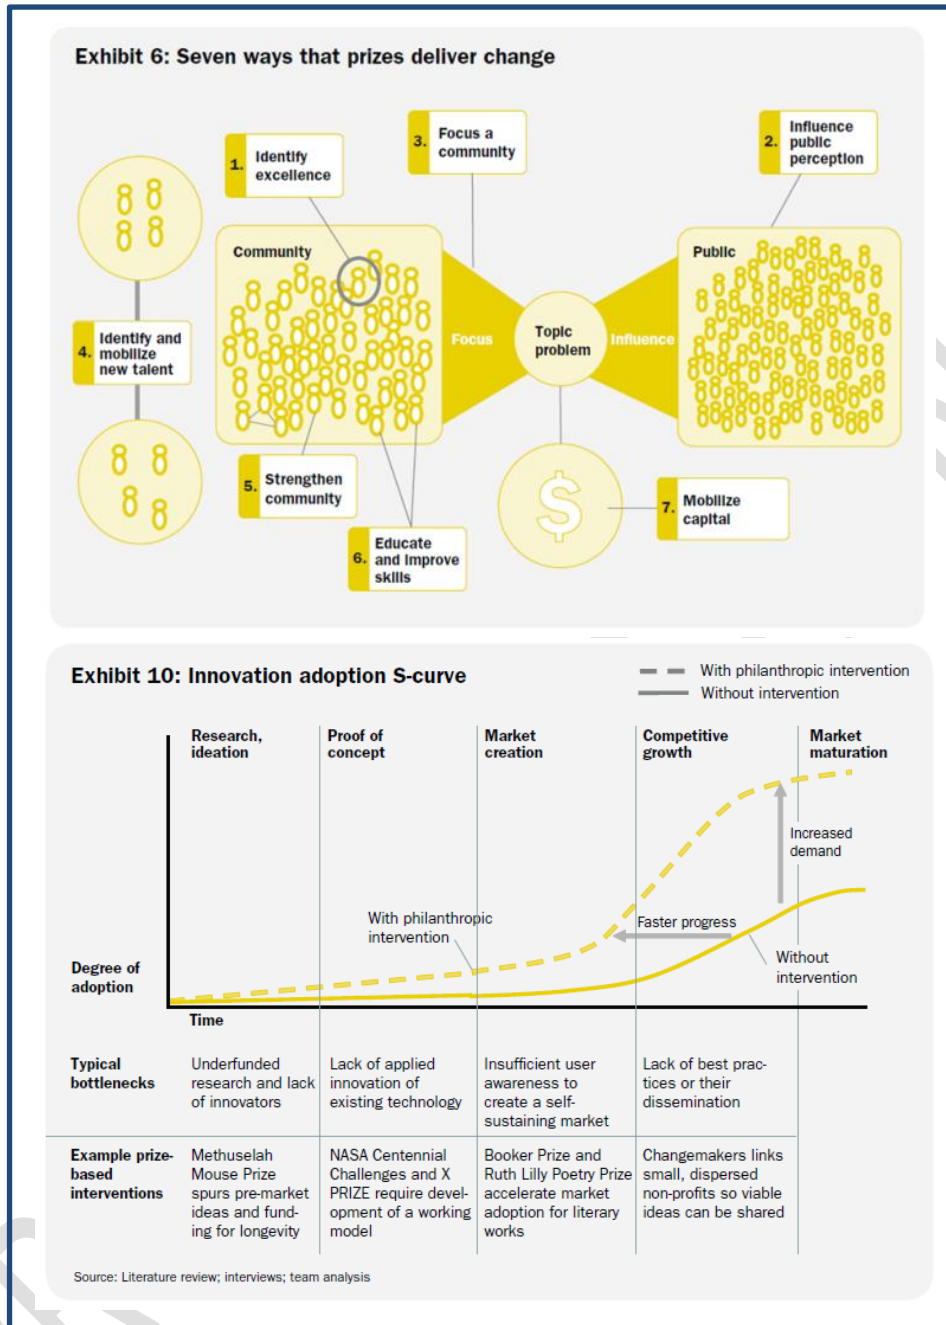 Exhibit 6: Seven ways that prizes deliver change
1. Identify
excellence
3. Focus a
community
2. Influence
public
perception
Community
Public
4. Identify and
mobilize
new talent
Focus
Topic
problem
Influence
5. Strengthen
community
6. Educate
and improve
skills
$
7. Mobilize
capital
Exhibit 10: Innovation adoption S-curve
With philanthropic intervention
Without intervention
Research,
ideation
Proof of
concept
Market
creation
Competitive
growth
Market
maturation
Increased
demand
With philanthropic
intervention
Faster progress
Without
intervention
Degree of
adoption
Time
Typical
bottlenecks
Underfunded
research and lack
of innovators
Lack of applied
innovation of
existing technology
Insufficient user
awareness to
create a self-
sustaining market
Lack of best prac-
tices or their
dissemination
Example prize-
based
interventions
Methuselah
Mouse Prize
spurs pre-market
ideas and fund-
ing for longevity
NASA Centennial
Challenges and X
PRIZE require devel-
opment of a working
model
Booker Prize and
Ruth Lilly Poetry Prize
accelerate market
adoption for literary
works
Changemakers links
small, dispersed
non-profits so viable
ideas can be shared
Source: Literature review; interviews; team analysis